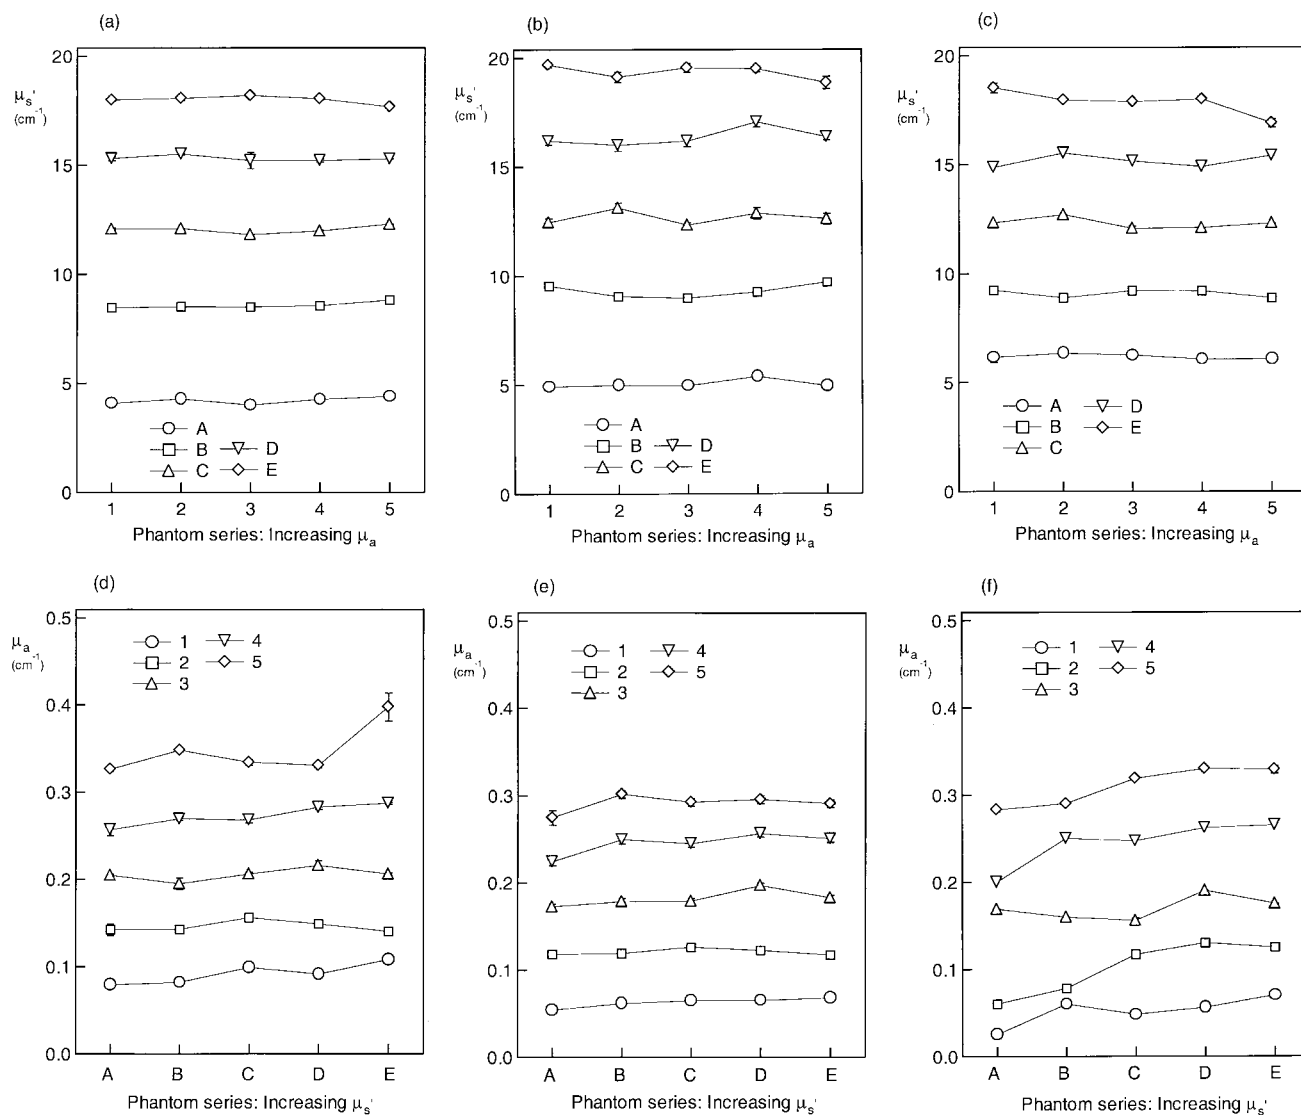 (a)
20
μs'
(cm-1)
15
10
5
0
A
B
D
C
E
1 2 3 4 5
Phantom series: Increasing μa
(b)
20
μs'
(cm-1)
15
10
5
0
A
B
D
C
E
1 2 3 4 5
Phantom series: Increasing μa
(c)
20
μs'
(cm-1)
15
10
5
0
A
D
B
E
C
1 2 3 4 5
Phantom series: Increasing μa
(d)
0.5
μa
(cm-1)
1
4
2
5
3
0.4
0.3
0.2
0.1
0.0
A B C D E
Phantom series: Increasing μs'
(e)
0.5
μa
(cm-1)
1
4
2
5
3
0.4
0.3
0.2
0.1
0.0
A B C D E
Phantom series: Increasing μs'
(f)
0.5
μa
(cm-1)
1
4
2
5
3
0.4
0.3
0.2
0.1
0.0
A B C D E
Phantom series: Increasing μs'